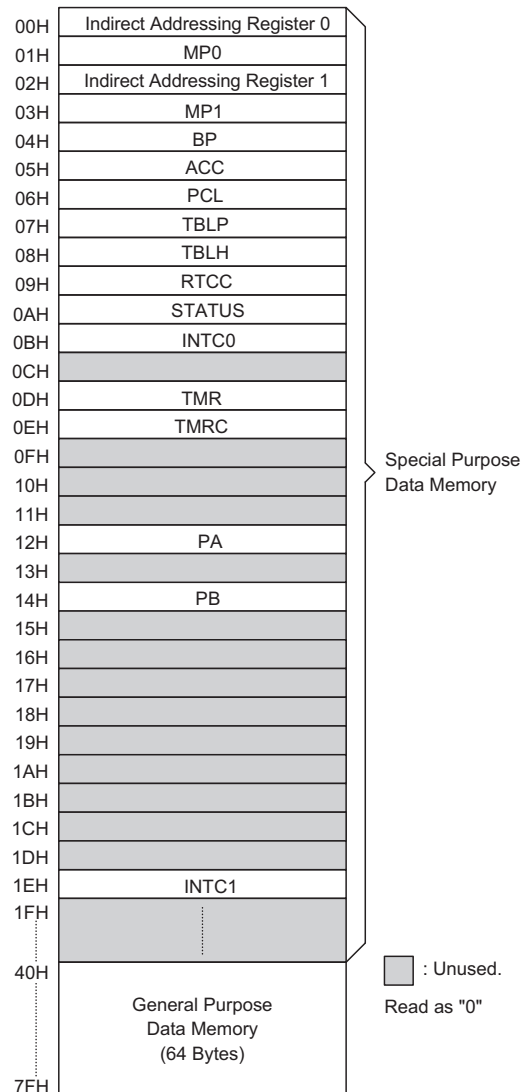 00H Indirect Addressing Register 0
01H MP0
02H Indirect Addressing Register 1
03H MP1
04H BP
05H ACC
06H PCL
07H TBLP
08H TBLH
09H RTCC
0AH STATUS
0BH INTC0
0CH
0DH TMR
0EH TMRC
0FH
10H
11H
12H PA
13H
14H PB
15H
16H
17H
18H
19H
1AH
1BH
1CH
1DH
1EH INTC1
1FH
40H
7FH
General Purpose
Data Memory
(64 Bytes)
Special Purpose
Data Memory
: Unused.
Read as "0"